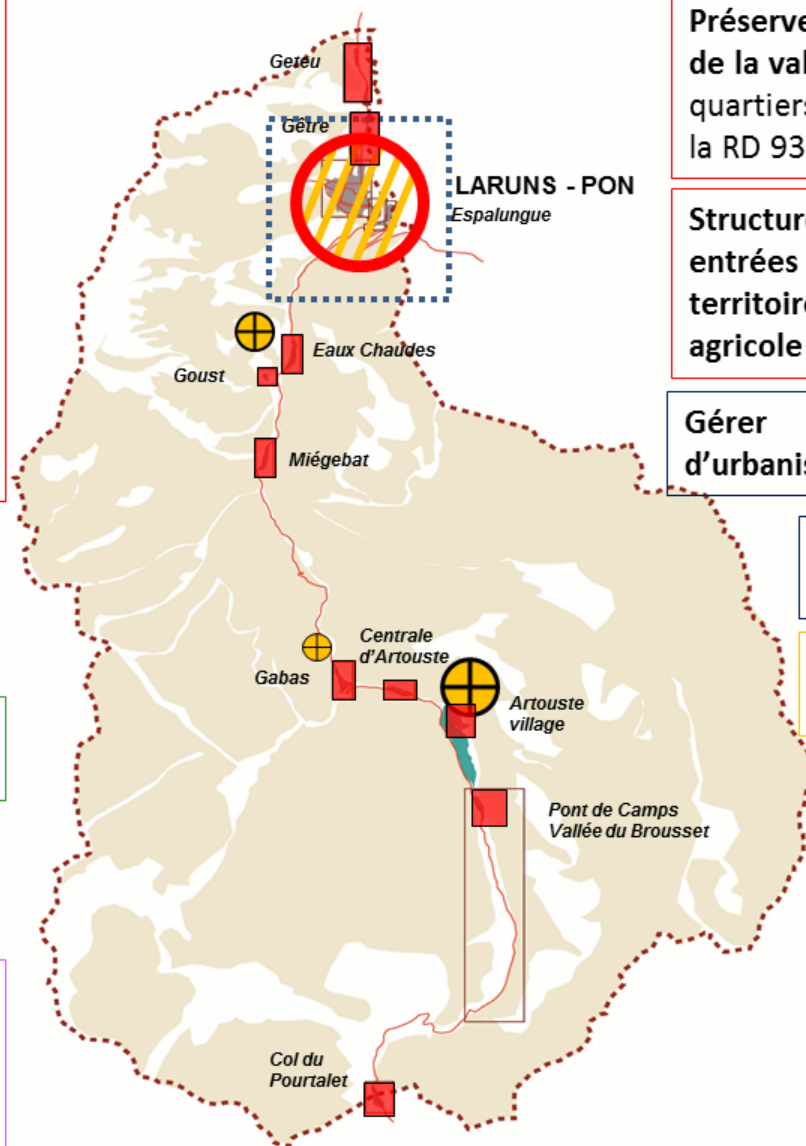 Geteu
Gêtre
LARUNS - PON
Espalungue
Eaux Chaudes
Goust
Miégebat
Centrale
d'Artouste
Gabas
Artouste
village
Pont de Camps
Vallée du Brousset
Col du
Pourtalet
Préserve
de la val
quartiers
la RD 93
Structure
entrées
territoire
agricole
Gérer
d'urbanis